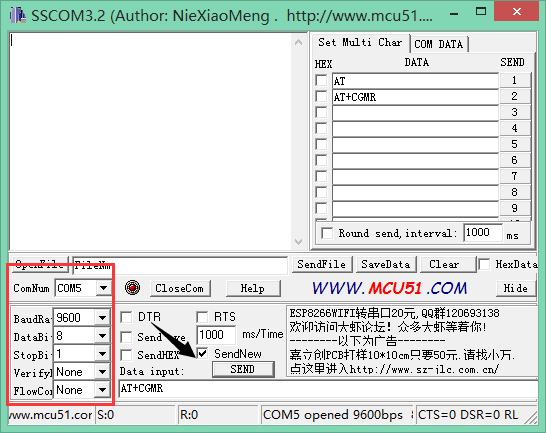 SSCOM3.2 (Author: NieXiaoMeng .  http://www.mcu51....
Set Multi Char COM DATA
HEX DATA SEND
AT 1
AT+CGMR 2
3
4
5
6
7
8
9
Round send,interval: 1000 ms
OpenFile FileNm SendFile SaveData Clear HexData
ComNum COM5 CloseCom Help WWW.MCU51.COM Hide
BaudRa 9600 DTR RTS
DataBi 8 1000 ms/Time
StopBi 1 SendHEX SendNew
VerifyI None Data input: SEND
FlowCon None AT+CGMR
ESP8266WIFI转串口20元, QQ群120693138
欢迎访问大虾论坛! 众多大虾等着你!
--------以下为广告--------
嘉立创PCB打样10*10cm只要50元.请找小万.
点这里讲入http://www.sz-jlc.com.cn/
www.mcu51.cor S:0 R:0 COM5 opened 9600bps 8 CTS=0 DSR=0 RL